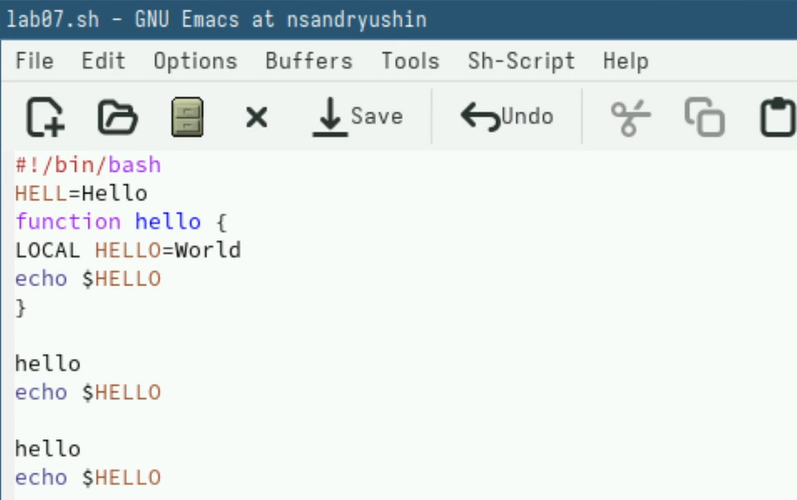 lab07.sh - GNU Emacs at nsandryushin
File Edit Options Buffers Tools Sh-Script Help
Save Undo
#!/bin/bash
HELL=Hello
function hello {
LOCAL HELLO=World
echo $HELLO
}
hello
echo $HELLO
hello
echo $HELLO